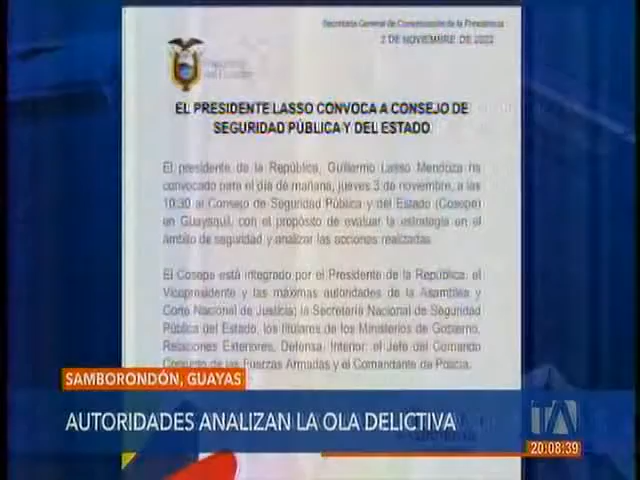 Secretaría General de Comunicación de la Presidencia
2 DE NOVIEMBRE DE 2022
EL PRESIDENTE LASSO CONVOCA A CONSEJO DE
SEGURIDAD PÚBLICA Y DEL ESTADO
El presidente de la República, Guillermo Lasso Mendoza ha
convocado para el día de mañana, jueves 3 de noviembre, a las
10:30 al Consejo de Seguridad Pública y del Estado (Cosepe)
en Guayaquil, con el propósito de evaluar la estrategia en el
ámbito de seguridad y analizar las acciones realizadas.
El Cosepe está integrado por el Presidente de la República; el
Vicepresidente y las máximas autoridades de la Asamblea y
Corte Nacional de Justicia; la Secretaría Nacional de Seguridad
Pública del Estado, los titulares de los Ministerios de Gobierno,
Relaciones Exteriores, Defensa, Interior; el Jefe del Comando
Conjunto de las Fuerzas Armadas y el Comandante de Policía.
SAMBORONDÓN, GUAYAS
AUTORIDADES ANALIZAN LA OLA DELICTIVA
TA
20:08:39